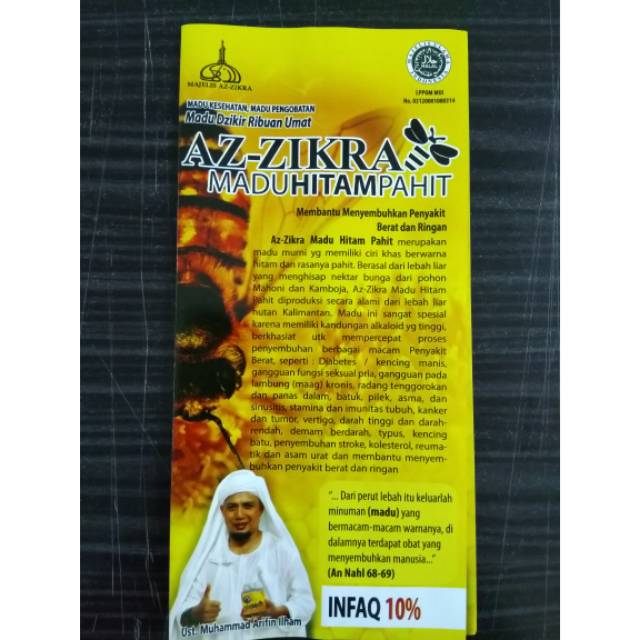 MAJELIS AZ-ZIKRA
MAJELIS ULAMA
INDONESIA
HALAL
LPPOM MUI
MADU KESEHATAN, MADU PENGOBATAN
Madu Dzikir Ribuan Umat
AZ-ZIKRA
MADUHITAMPAHIT
Membantu Menyembuhkan Penyakit
Berat dan Ringan
Az-Zikra Madu Hitam Pahit merupakan
madu murni yg memiliki ciri khas berwarna
hitam dan rasanya pahit. Berasal dari lebah liar
yang menghisap nektar bunga dari pohon
Mahoni dan Kamboja, Az-Zikra Madu Hitam
Pahit diproduksi secara alami dari lebah liar
hutan Kalimantan. Madu ini sangat spesial
karena memiliki kandungan alkaloid yg tinggi,
berkhasiat utk mempercepat proses
penyembuhan berbagai macam Penyakit
Berat, seperti : Diabetes / kencing manis,
gangguan fungsi seksual pria, gangguan pada
lambung (maag) kronis, radang tenggorokan
dan panas dalam, batuk, pilek, asma, dan
sinusitis, stamina dan imunitas tubuh, kanker
dan tumor, vertigo, darah tinggi dan darah-
rendah, demam berdarah, typus, kencing
batu, penyembuhan stroke, kolesterol, reuma-
tik dan asam urat dan membantu menyem-
buhkan penyakit berat dan ringan
"... Dari perut lebah itu keluarlah
minuman (madu) yang
bermacam-macam warnanya, di
dalamnya terdapat obat yang
menyembuhkan manusia..."
(An Nahl 68-69)
INFAQ 10%
Ust. Muhammad Arifin Ilham